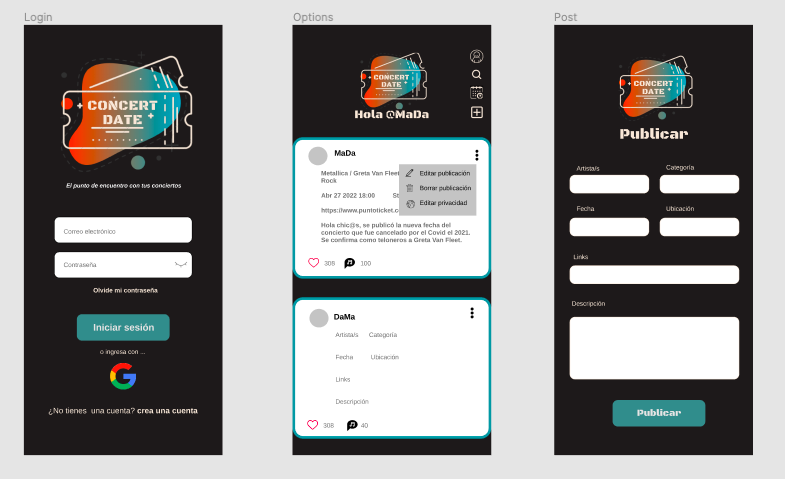 Login
CONCERT
DATE
El punto de encuentro con tus conciertos
Correo electrónico
Contraseña
Olvide mi contraseña
Iniciar sesión
o ingresa con ...
¿No tienes una cuenta? crea una cuenta
Options
CONCERT
DATE
Hola @MaDa
MaDa
Metallica / Greta Van Fleet
Rock
Abr 27 2022 18:00
https://www.puntoticket.c
Hola chic@s, se publicó la nueva fecha del
concierto que fue cancelado por el Covid el 2021.
Se confirma como teloneros a Greta Van Fleet.
Editar publicación
Borrar publicación
Editar privacidad
308 100
DaMa
Artista/s Categoría
Fecha Ubicación
Links
Descripción
308 40
Post
CONCERT
DATE
Publicar
Artista/s Categoría
Fecha Ubicación
Links
Descripción
Publicar